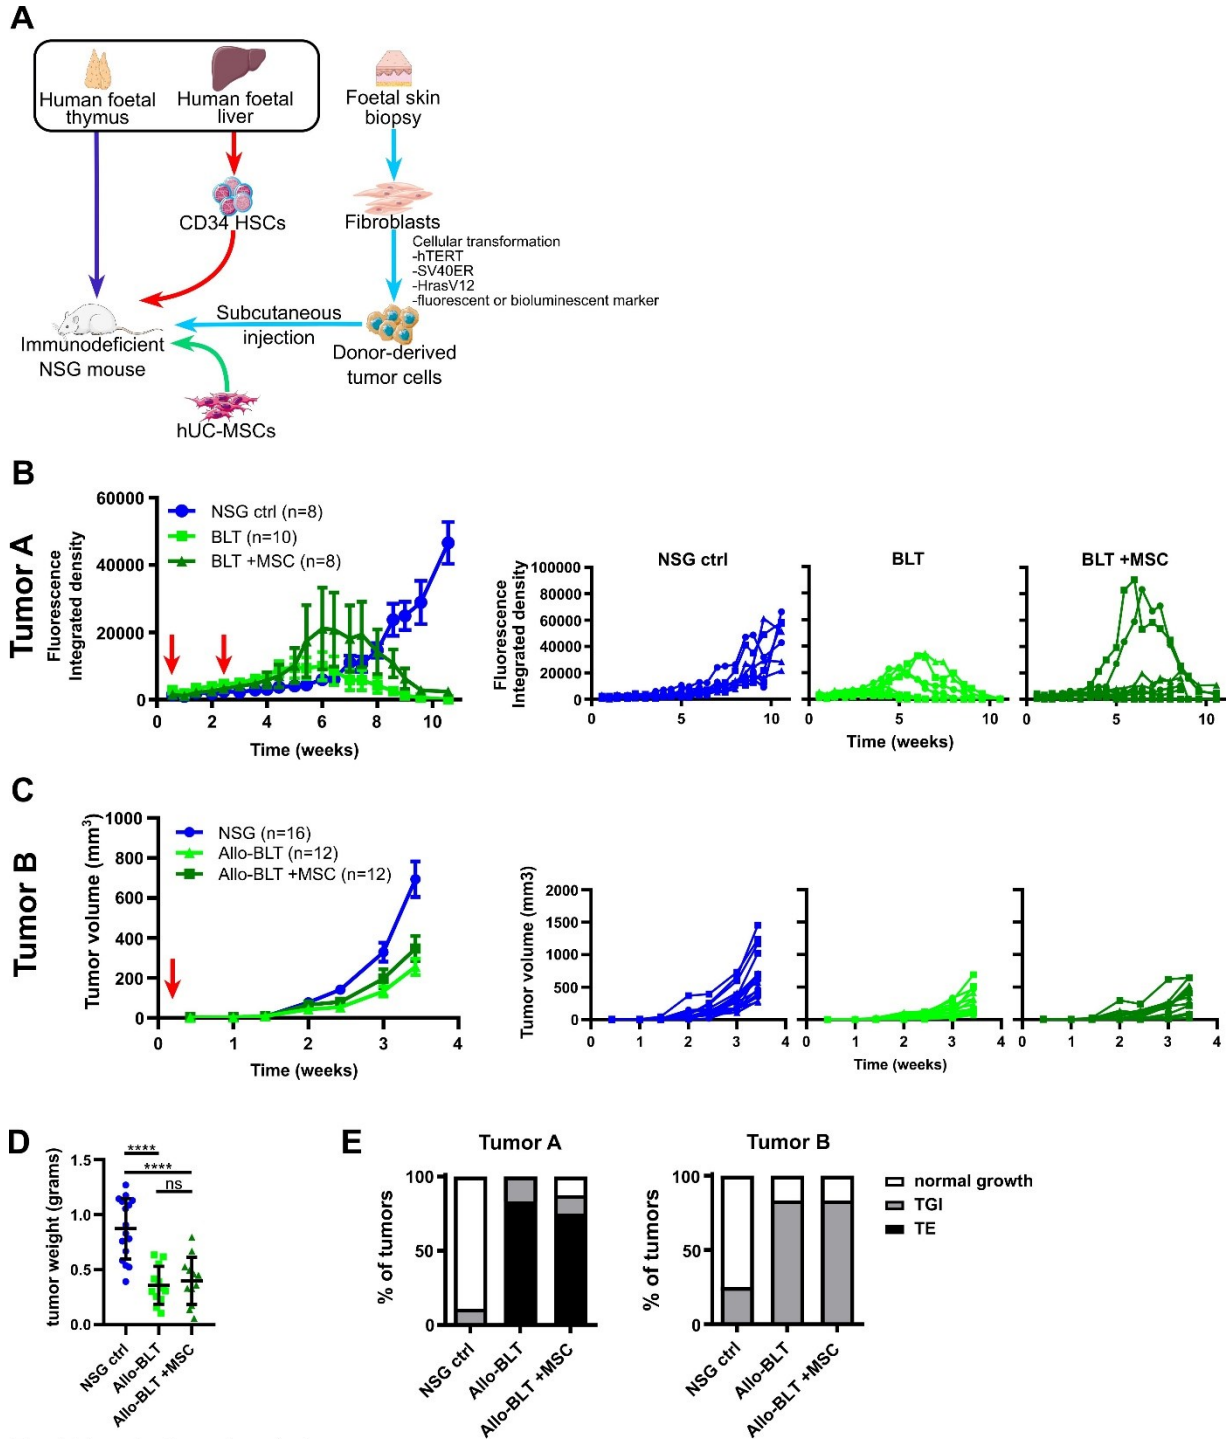 A
Human foetal
thymus
Human foetal
liver
Foetal skin
biopsy
CD34 HSCs
Fibroblasts
Cellular transformation
-hTERT
-SV40ER
-HrasV12
-fluorescent or bioluminescent marker
Subcutaneous
injection
Immunodeficient
NSG mouse
Donor-derived
tumor cells
hUC-MSCs
B
Tumor A
Fluorescence
Integrated density
60000
40000
20000
0
NSG ctrl (n=8)
BLT (n=10)
BLT +MSC (n=8)
0 2 4 6 8 10
Time (weeks)
NSG ctrl
BLT
BLT +MSC
Fluorescence
Integrated density
100000
80000
60000
40000
20000
0
0 5 10
0 5 10
0 5 10
Time (weeks)
C
Tumor B
Tumor volume (mm³)
1000
800
600
400
200
0
NSG (n=16)
Allo-BLT (n=12)
Allo-BLT +MSC (n=12)
0 1 2 3 4
Time (weeks)
Tumor volume (mm3)
2000
1500
1000
500
0
0 1 2 3 4
0 1 2 3 4
0 1 2 3 4
Time (weeks)
D
tumor weight (grams)
1.5
1.0
0.5
0.0
****
****
ns
NSG ctrl
Allo-BLT
Allo-BLT +MSC
E
Tumor A
% of tumors
100
50
0
NSG ctrl
Allo-BLT
Allo-BLT +MSC
Tumor B
% of tumors
100
50
0
NSG ctrl
Allo-BLT
Allo-BLT +MSC
normal growth
TGI
TE